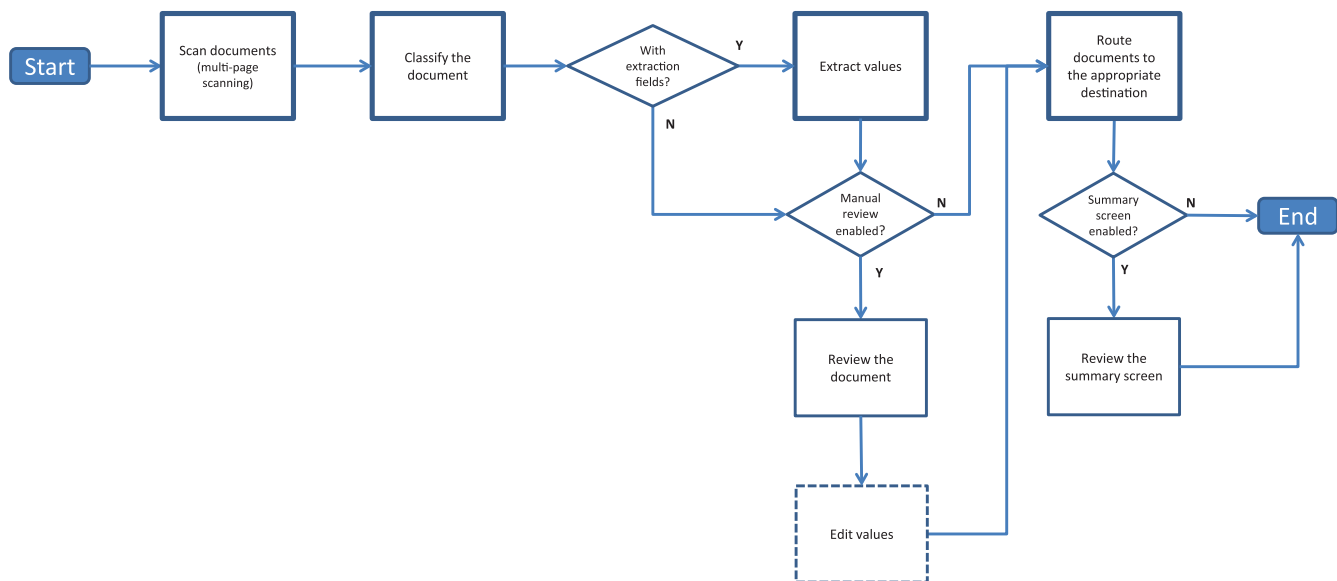 Start
Scan documents
(multi-page
scanning)
Classify the
document
With
extraction
fields?
Y
N
Extract values
Manual
review
enabled?
N
Y
Review the
document
Edit values
Route
documents to
the appropriate
destination
Summary
screen
enabled?
N
Y
Review the
summary screen
End